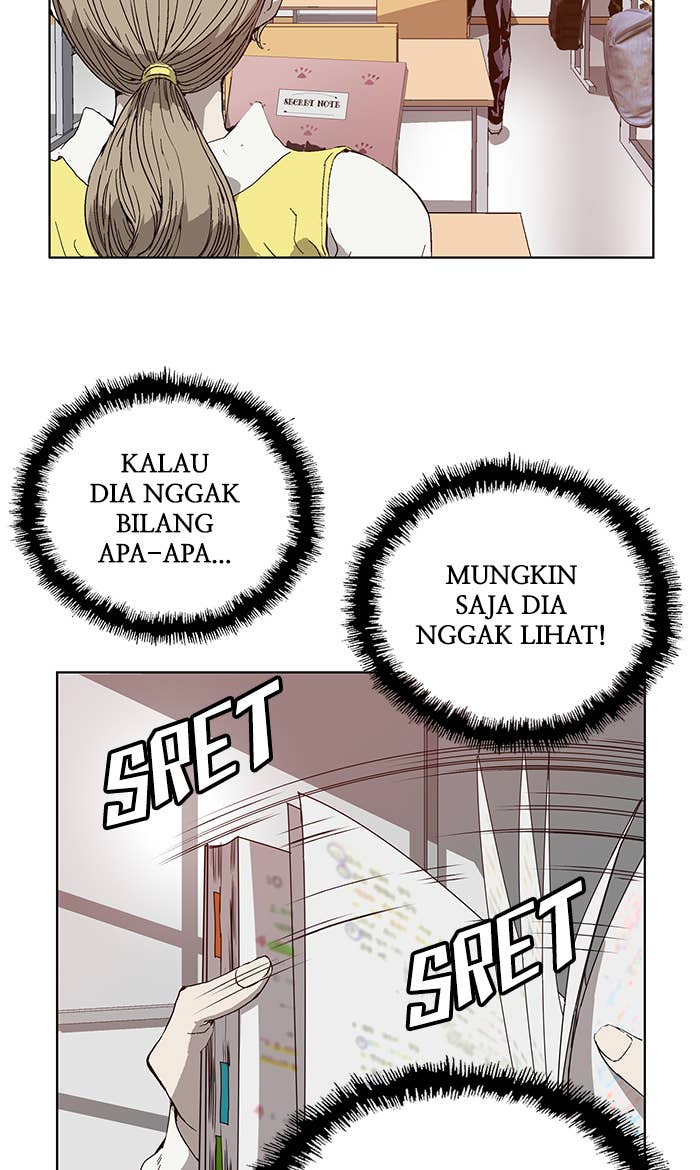 SECRET NOTE
KALAU
DIA NGGAK
BILANG
APA-APA...
MUNGKIN
SAJA DIA
NGGAK LIHAT!
SRET
SRET